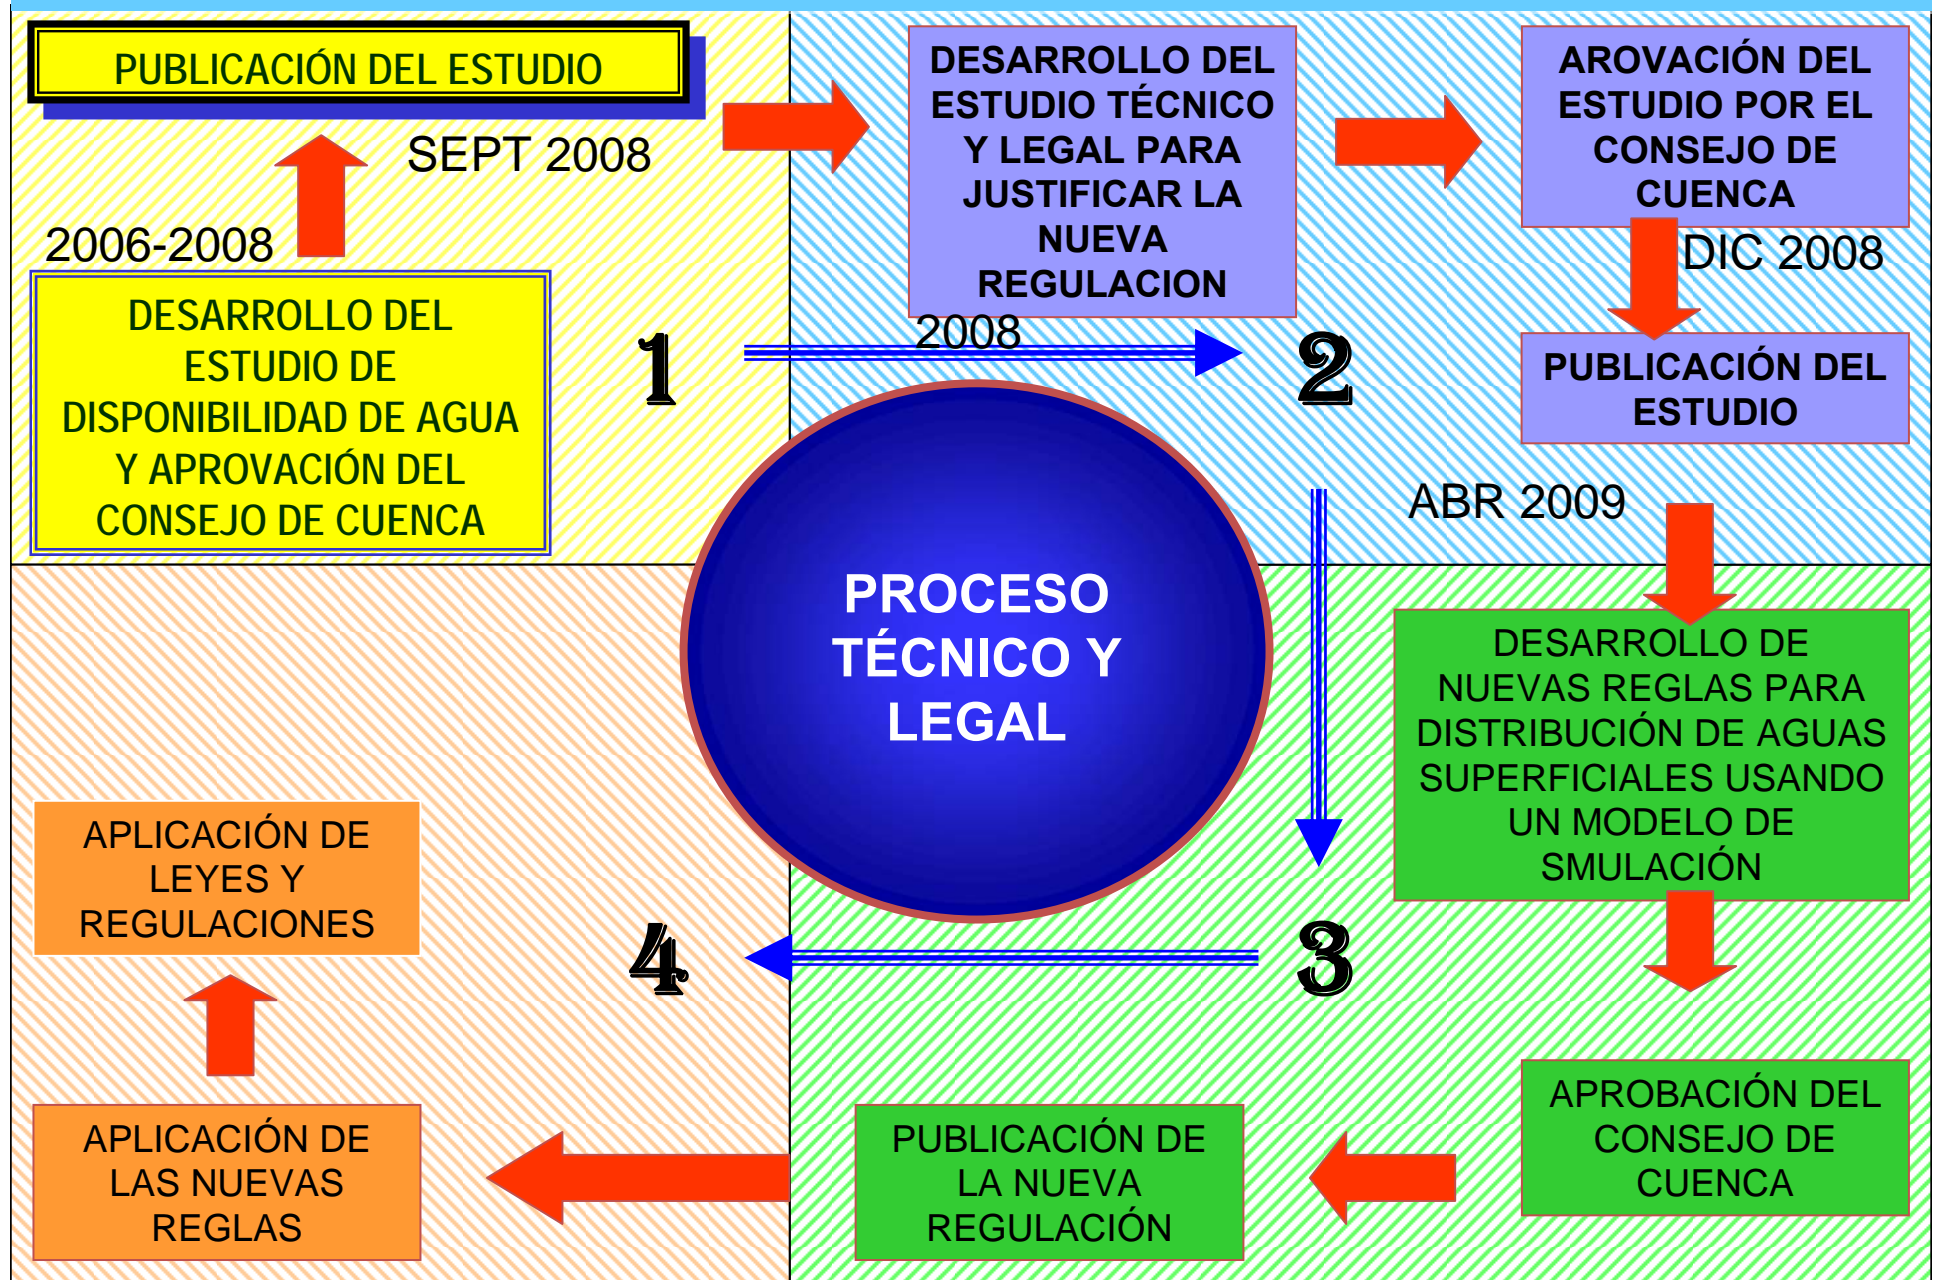 PUBLICACIÓN DEL ESTUDIO
SEPT 2008
2006-2008
DESARROLLO DEL
ESTUDIO DE
DISPONIBILIDAD DE AGUA
Y APROVACIÓN DEL
CONSEJO DE CUENCA
1
DESARROLLO DEL
ESTUDIO TÉCNICO
Y LEGAL PARA
JUSTIFICAR LA
NUEVA
REGULACION
2008
2
AROVACIÓN DEL
ESTUDIO POR EL
CONSEJO DE
CUENCA
DIC 2008
PUBLICACIÓN DEL
ESTUDIO
ABR 2009
PROCESO
TÉCNICO Y
LEGAL
DESARROLLO DE
NUEVAS REGLAS PARA
DISTRIBUCIÓN DE AGUAS
SUPERFICIALES USANDO
UN MODELO DE
SMULACIÓN
3
APROBACIÓN DEL
CONSEJO DE
CUENCA
PUBLICACIÓN DE
LA NUEVA
REGULACIÓN
4
APLICACIÓN DE
LAS NUEVAS
REGLAS
APLICACIÓN DE
LEYES Y
REGULACIONES